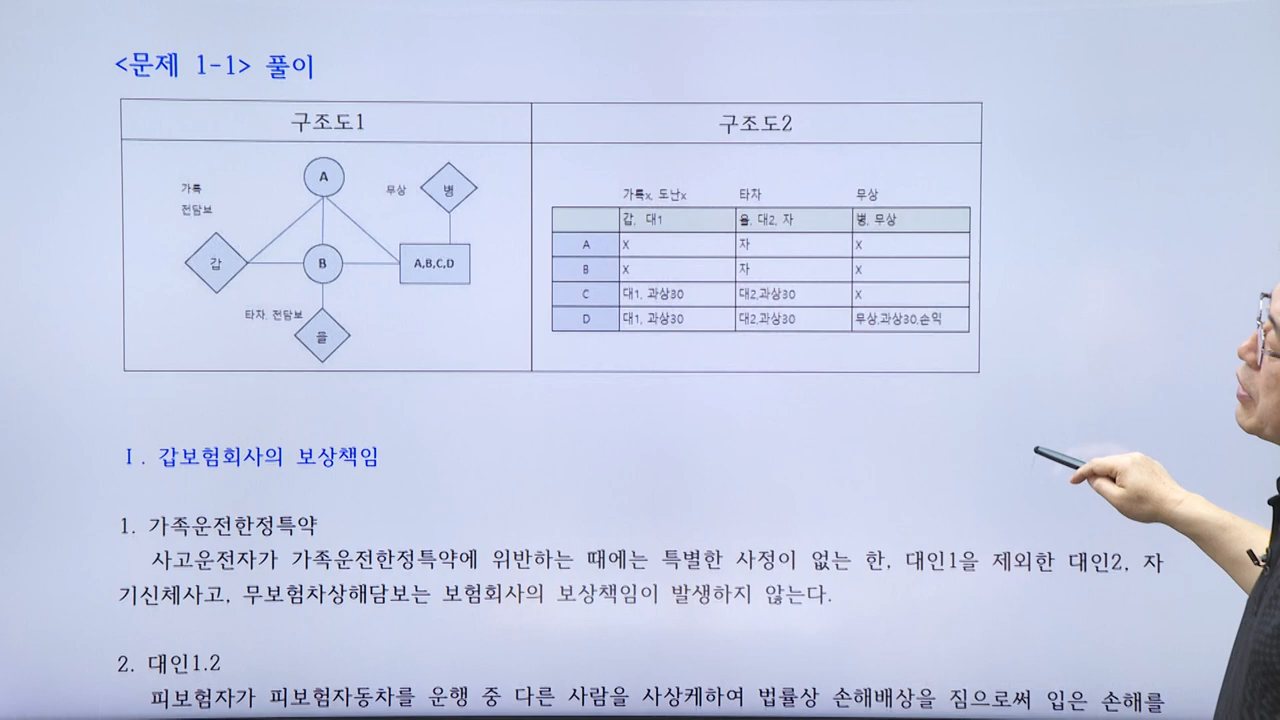 <문제 1-1> 풀이
구조도1
구조도2
가족
전담보
A
무상
병
갑
B
A,B,C,D
타차. 전담보
을
가특x, 도난x 타차 무상
갑, 대1 을, 대2, 자 병, 무상
A X 자 X
B X 자 X
C 대1, 과상30 대2,과상30 X
D 대1, 과상30 대2,과상30 무상,과상30,손익
Ⅰ. 갑보험회사의 보상책임
1. 가족운전한정특약
사고운전자가 가족운전한정특약에 위반하는 때에는 특별한 사정이 없는 한, 대인1을 제외한 대인2, 자
기신체사고, 무보험차상해담보는 보험회사의 보상책임이 발생하지 않는다.
2. 대인1.2
피보험자가 피보험자동차를 운행 중 다른 사람을 사상케하여 법률상 손해배상을 짐으로써 입은 손해를